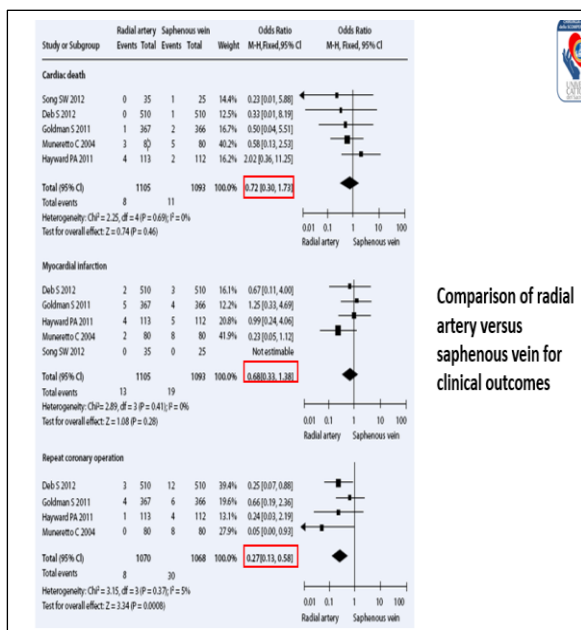 Radial artery Saphenous vein Odds Ratio Odds Ratio
Study or Subgroup Events Total Events Total Weight M-H,Fixed,95% CI M-H, Fixed, 95% CI
Cardiac death
Song SW 2012 0 35 1 25 14.4% 0.23 [0.01, 5.88]
Deb S 2012 0 510 1 510 11.9% 0.33 [0.01, 8.19]
Goldman S 2011 1 367 2 366 16.2% 0.50 [0.04, 5.51]
Muneretto C 2004 3 80 5 80 40.2% 0.58 [0.13, 2.53]
Hayward PA 2011 4 113 2 112 16.2% 2.02 [0.36, 11.25]
Total (95% CI) 1105 1093 100.0% 0.72 [0.30, 1.73]
Total events 8 11
Heterogeneity: Chi² = 2.25, df = 4 (P = 0.69); I² = 0%
Test for overall effect: Z = 0.74 (P = 0.46)
0.01 0.1 1 10 100
Radial artery Saphenous vein
Myocardial infarction
Deb S 2012 2 510 3 510 16.1% 0.67 [0.11, 4.00]
Goldman S 2011 5 367 4 366 12.2% 1.25 [0.33, 4.69]
Hayward PA 2011 4 113 5 112 20.8% 0.99 [0.24, 4.06]
Muneretto C 2004 2 80 8 80 41.9% 0.23 [0.05, 1.12]
Song SW 2012 0 35 0 25 Not estimable
Total (95% CI) 1105 1093 100.0% 0.68[0.33, 1.38]
Total events 13 19
Heterogeneity: Chi²= 2.89, df = 3 (P = 0.41); I² = 0%
Test for overall effect: Z = 1.08 (P = 0.28)
0.01 0.1 1 10 100
Radial artery Saphenous vein
Repeat coronary operation
Deb S 2012 3 510 12 510 39.4% 0.25 [0.07, 0.88]
Goldman S 2011 4 367 6 366 19.6% 0.66 [0.19, 2.36]
Hayward PA 2011 1 113 4 112 13.1% 0.24 [0.03, 2.19]
Muneretto C 2004 0 80 8 80 27.9% 0.05 [0.00, 0.93]
Total (95% CI) 1070 1068 100.0% 0.27[0.13, 0.58]
Total events 8 30
Heterogeneity: Chi² = 3.15, df = 3 (P = 0.37); I² = 5%
Test for overall effect: Z = 3.34 (P = 0.0008)
0.01 0.1 1 10 100
Radial artery Saphenous vein
Comparison of radial
artery versus
saphenous vein for
clinical outcomes